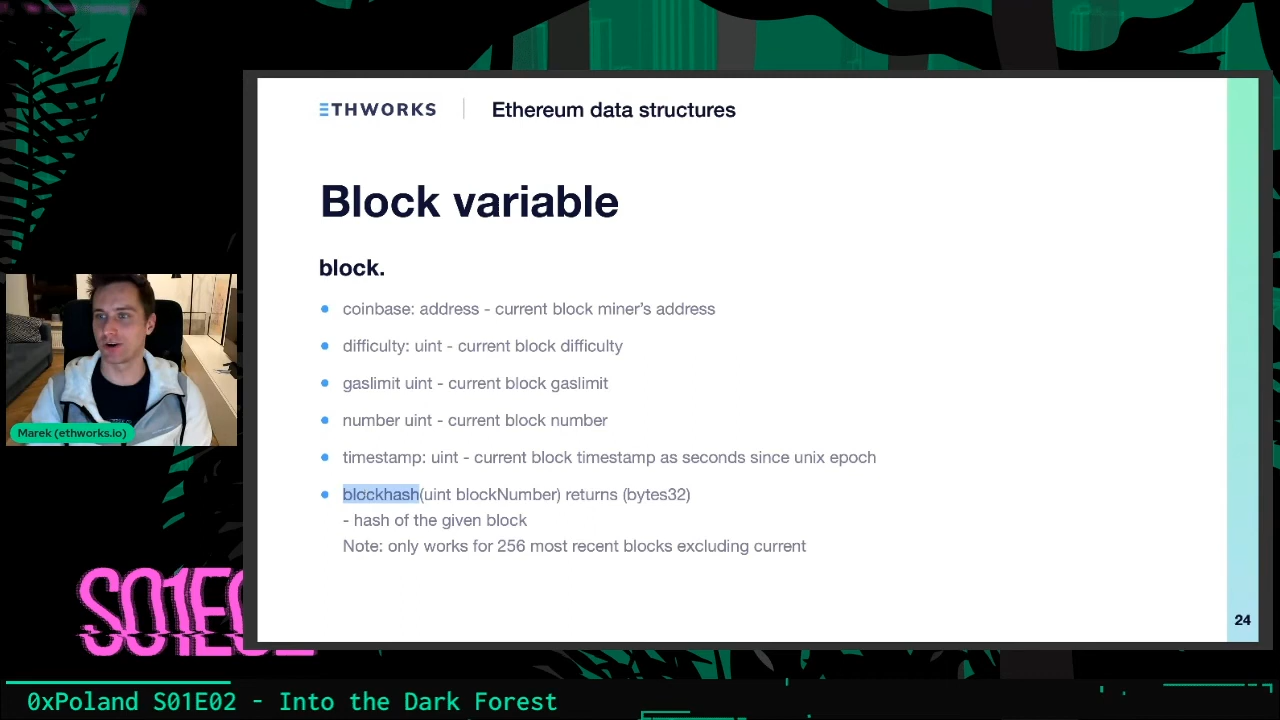 ETHWORKS
Ethereum data structures
Block variable
block.
coinbase: address - current block miner’s address
difficulty: uint - current block difficulty
gaslimit uint - current block gaslimit
number uint - current block number
timestamp: uint - current block timestamp as seconds since unix epoch
blockhash(uint blockNumber) returns (bytes32)
- hash of the given block
Note: only works for 256 most recent blocks excluding current
24
Marek (ethworks.io)
0xPoland S01E02 - Into the Dark Forest